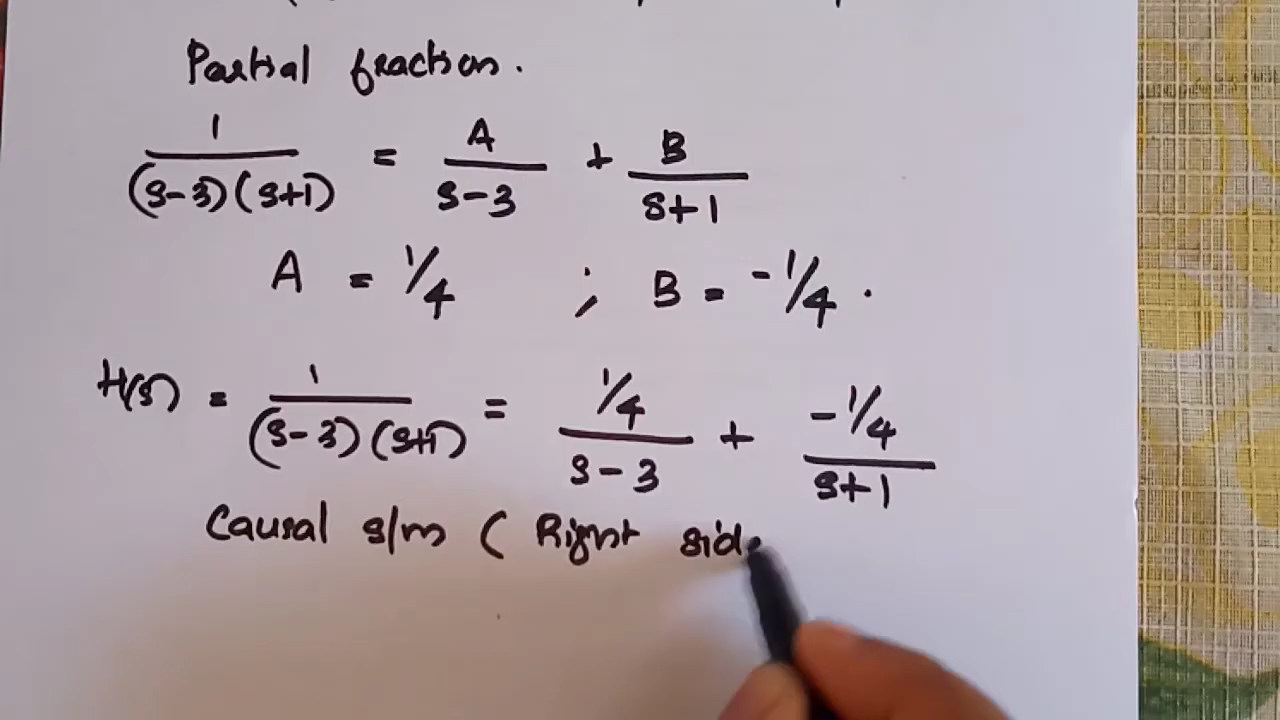 Partial fraction.
1/(s-3)(s+1) = A/s-3 + B/s+1
A = 1/4 ; B = -1/4.
H(s) = 1/(s-3)(s+1) = 1/4/s-3 + -1/4/s+1
Causal s/m ( Right side